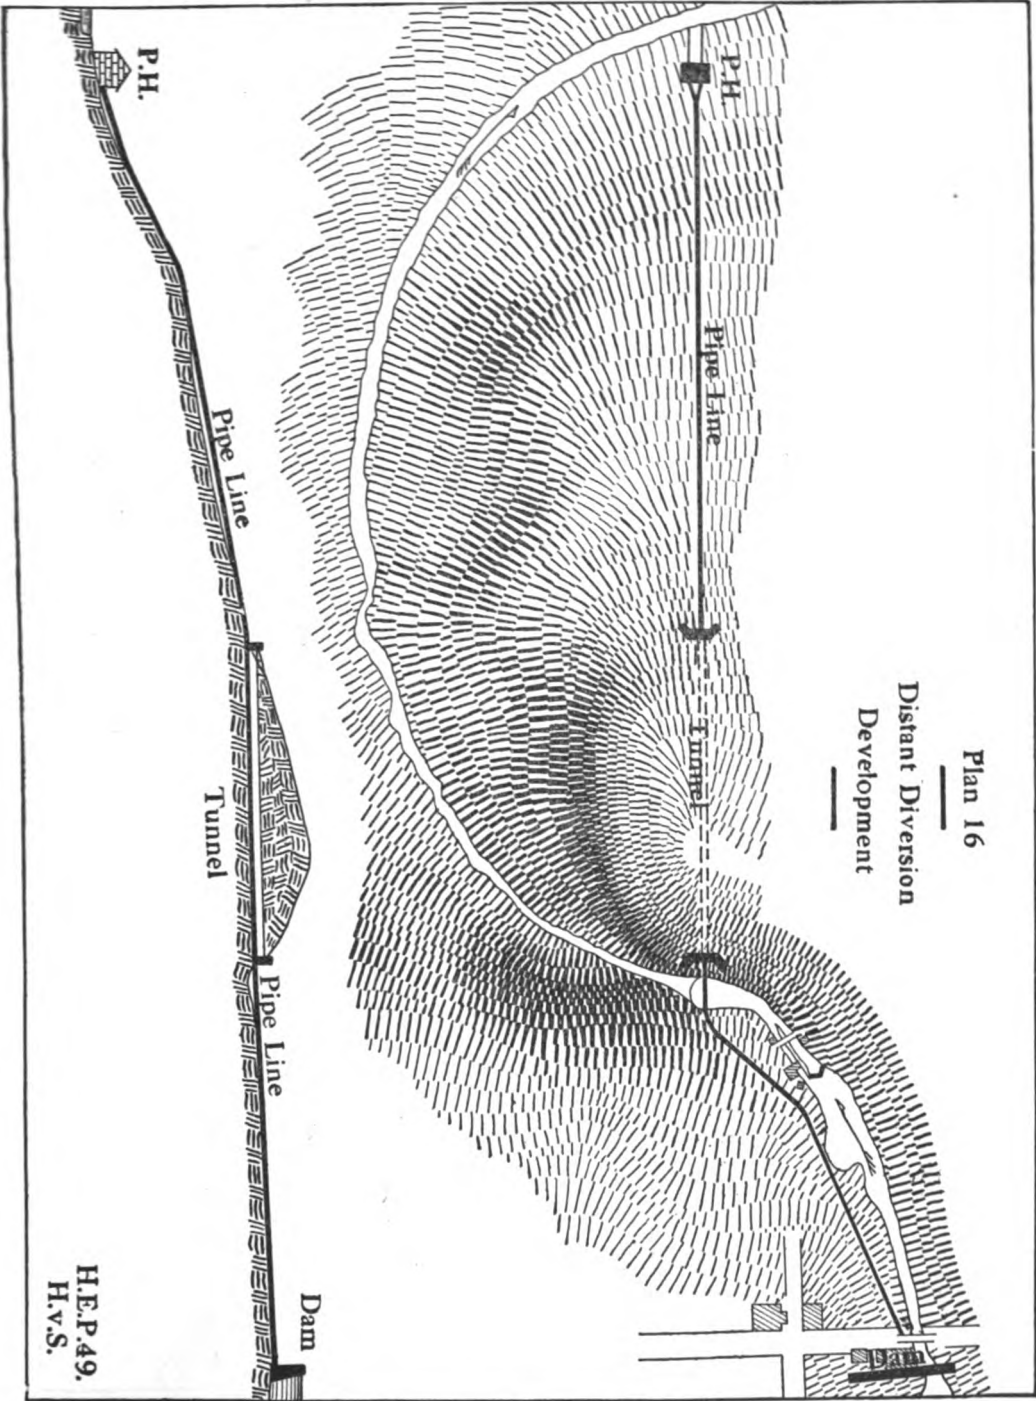 Plan 16
Distant Diversion
Development
P.H.
Pipe Line
Tunnel
Dam
P.H.
Pipe Line
Tunnel
Pipe Line
Dam
H.E.P.49.
H.v.S.